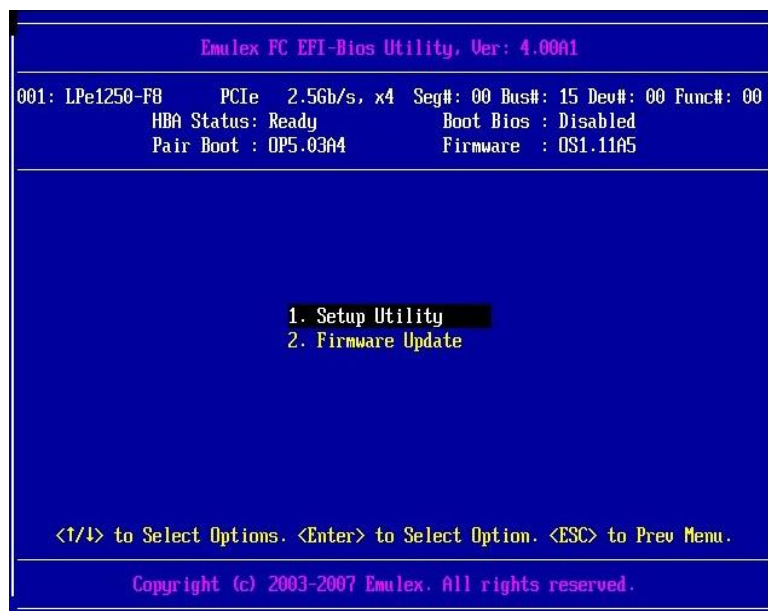 Emulex FC EFI-Bios Utility, Ver: 4.00A1
001: LPe1250-F8 PCIe 2.5Gb/s, x4 Seg#: 00 Bus#: 15 Dev#: 00 Func#: 00
HBA Status: Ready Boot Bios : Disabled
Pair Boot : OP5.03A4 Firmware : OS1.11A5
1. Setup Utility
2. Firmware Update
<↑/↓> to Select Options. <Enter> to Select Option. <ESC> to Prev Menu.
Copyright (c) 2003-2007 Emulex. All rights reserved.